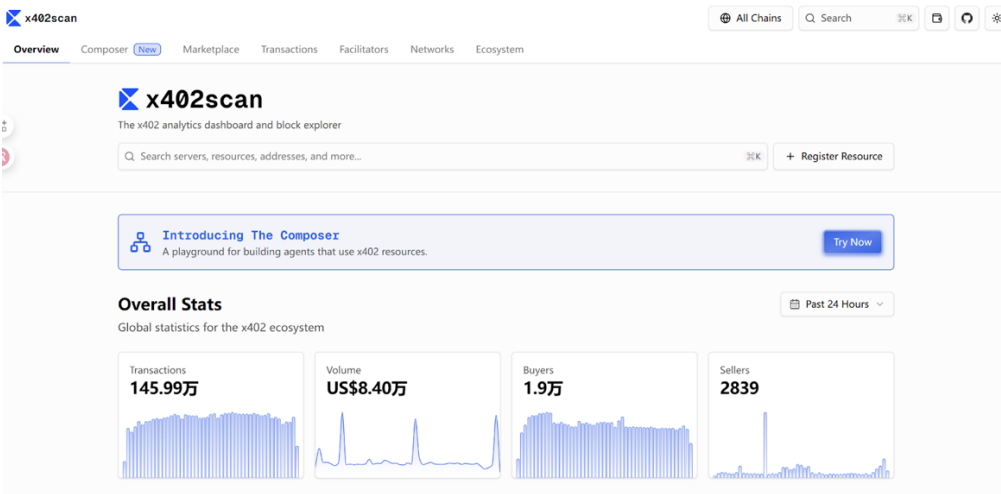 x402scan
All Chains
Search ⌘K
Overview Composer New Marketplace Transactions Facilitators Networks Ecosystem
x402scan
The x402 analytics dashboard and block explorer
Search servers, resources, addresses, and more... ⌘K
+ Register Resource
Introducing The Composer
A playground for building agents that use x402 resources.
Try Now
Overall Stats
Past 24 Hours
Global statistics for the x402 ecosystem
Transactions
145.99万
Volume
US$8.40万
Buyers
1.9万
Sellers
2839